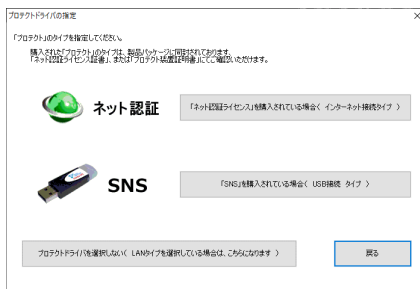 プロテクトドライバの指定
「プロテクト」のタイプを指定してください。
購入された「プロテクト」のタイプは、製品パッケージに同封されております、
「ネット認証ライセンス証書」、または「プロテクト装置証明書」にてご確認いただけます。
ネット認証
「ネット認証ライセンス」を購入されている場合( インターネット接続タイプ )
SNS
「SNS」を購入されている場合( USB接続 タイプ )
プロテクトドライバを選択しない( LANタイプを選択している場合は、こちらになります )
戻る